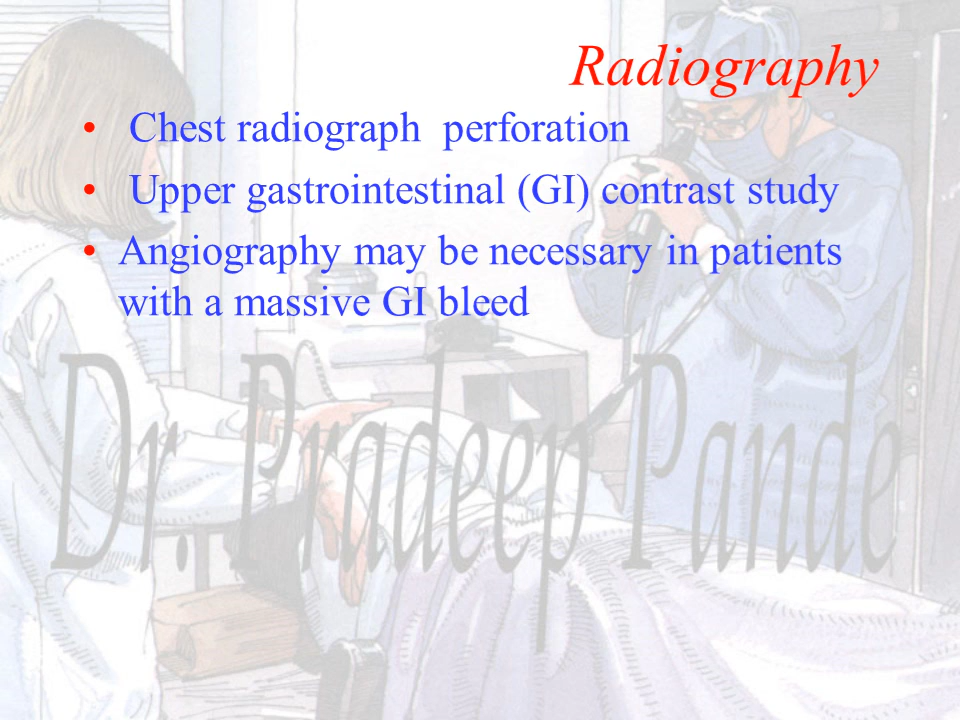 Radiography
• Chest radiograph perforation
• Upper gastrointestinal (GI) contrast study
• Angiography may be necessary in patients
with a massive GI bleed
Dr. Pradeep Pande